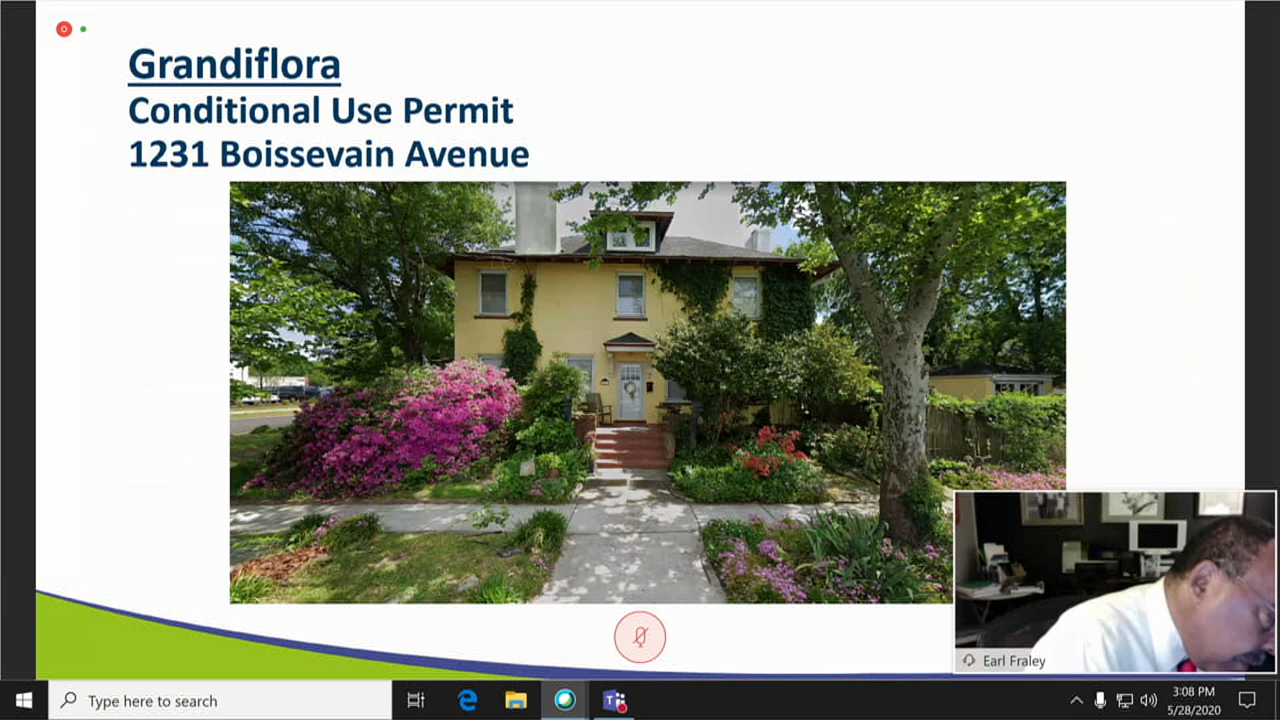 Grandiflora
Conditional Use Permit
1231 Boissevain Avenue
Earl Fraley
Type here to search
3:08 PM
5/28/2020